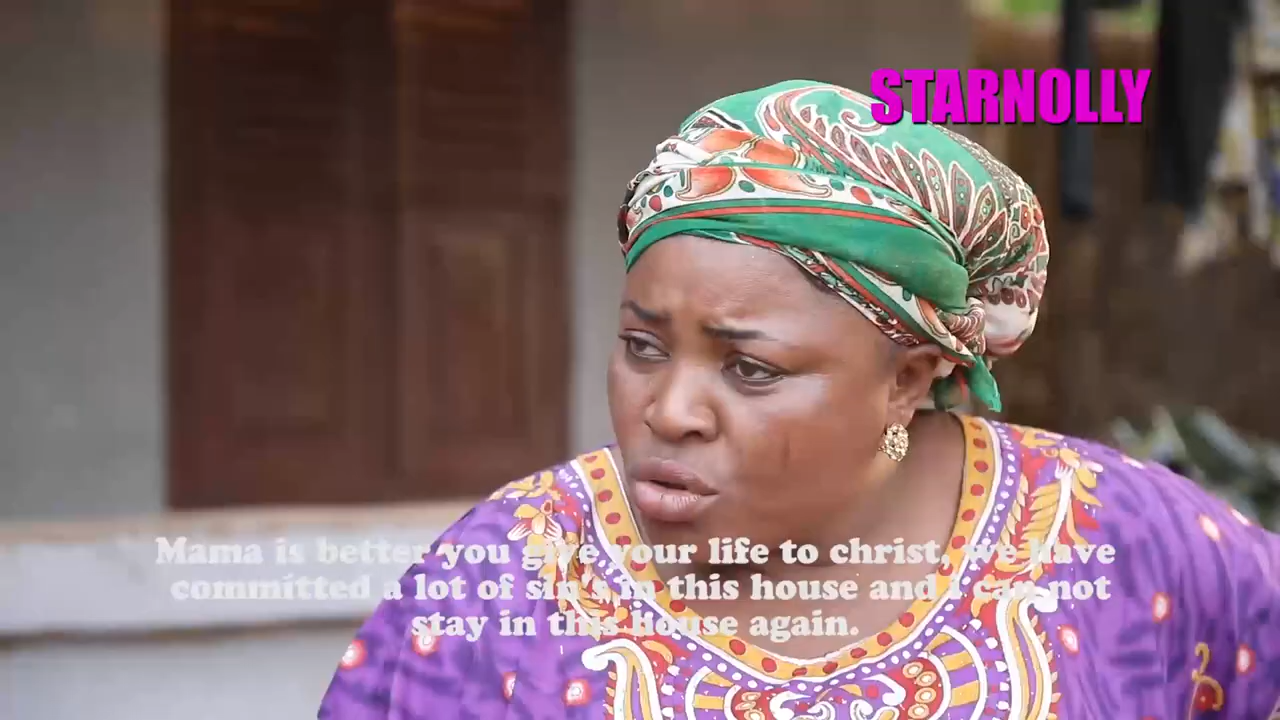 STARNOLLY
Mama is better you give your life to christ, we have
committed a lot of sin's in this house and i can not
stay in this house again.